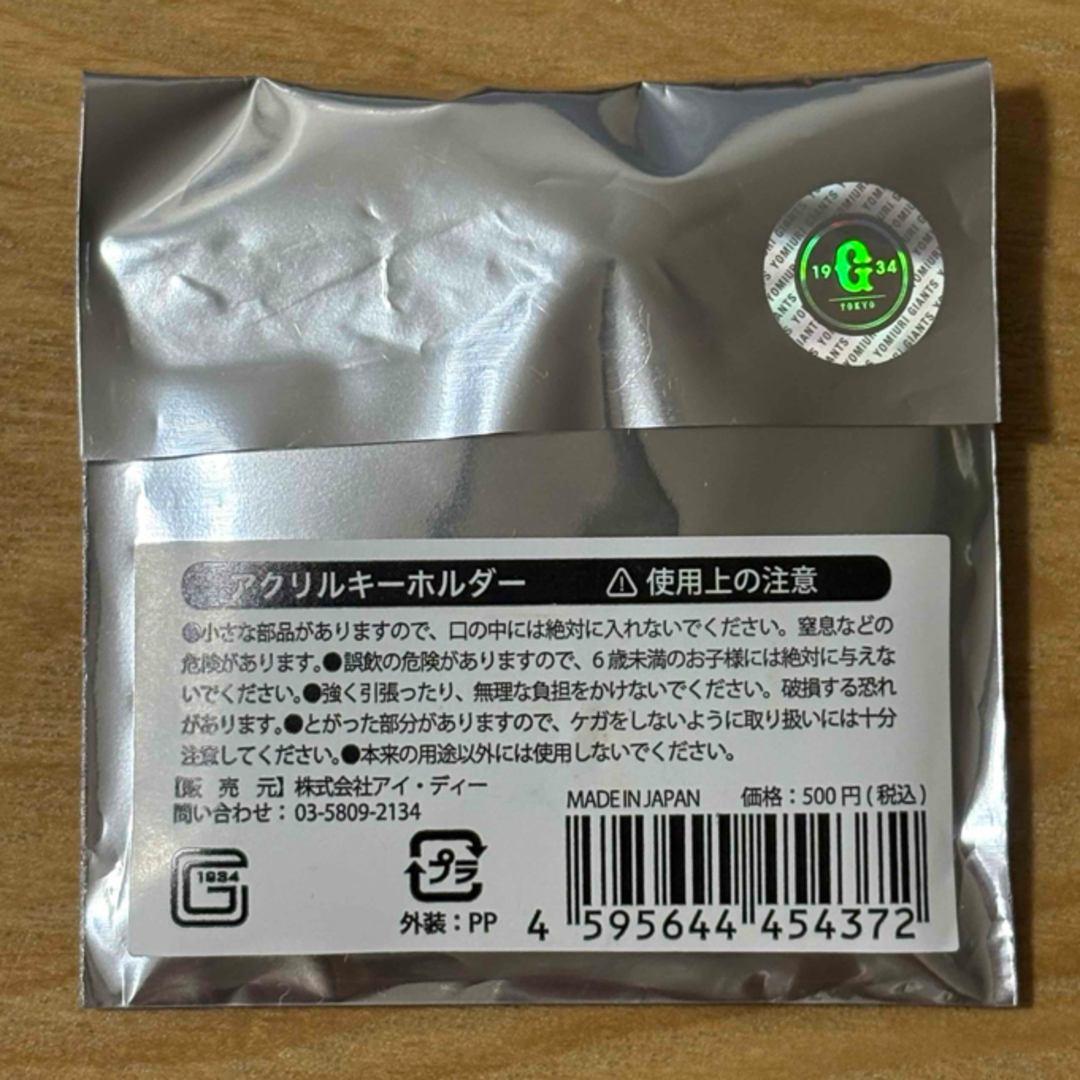 19 G 34
TOKYO
YOMIURI GIANTS
アクリルキーホルダー ⚠使用上の注意
●小さな部品がありますので、口の中には絶対に入れないでください。窒息などの
危険があります。●誤飲の危険がありますので、6歳未満のお子様には絶対に与えな
いでください。●強く引張ったり、無理な負担をかけないでください。破損する恐れ
があります。●とがった部分がありますので、ケガをしないように取り扱いには十分
注意してください。●本来の用途以外には使用しないでください。
【販 売 元】株式会社アイ・ディー
問い合わせ：03-5809-2134
MADE IN JAPAN 価格：500円(税込)
G 1934
プラ
外装：PP
4 595644 454372